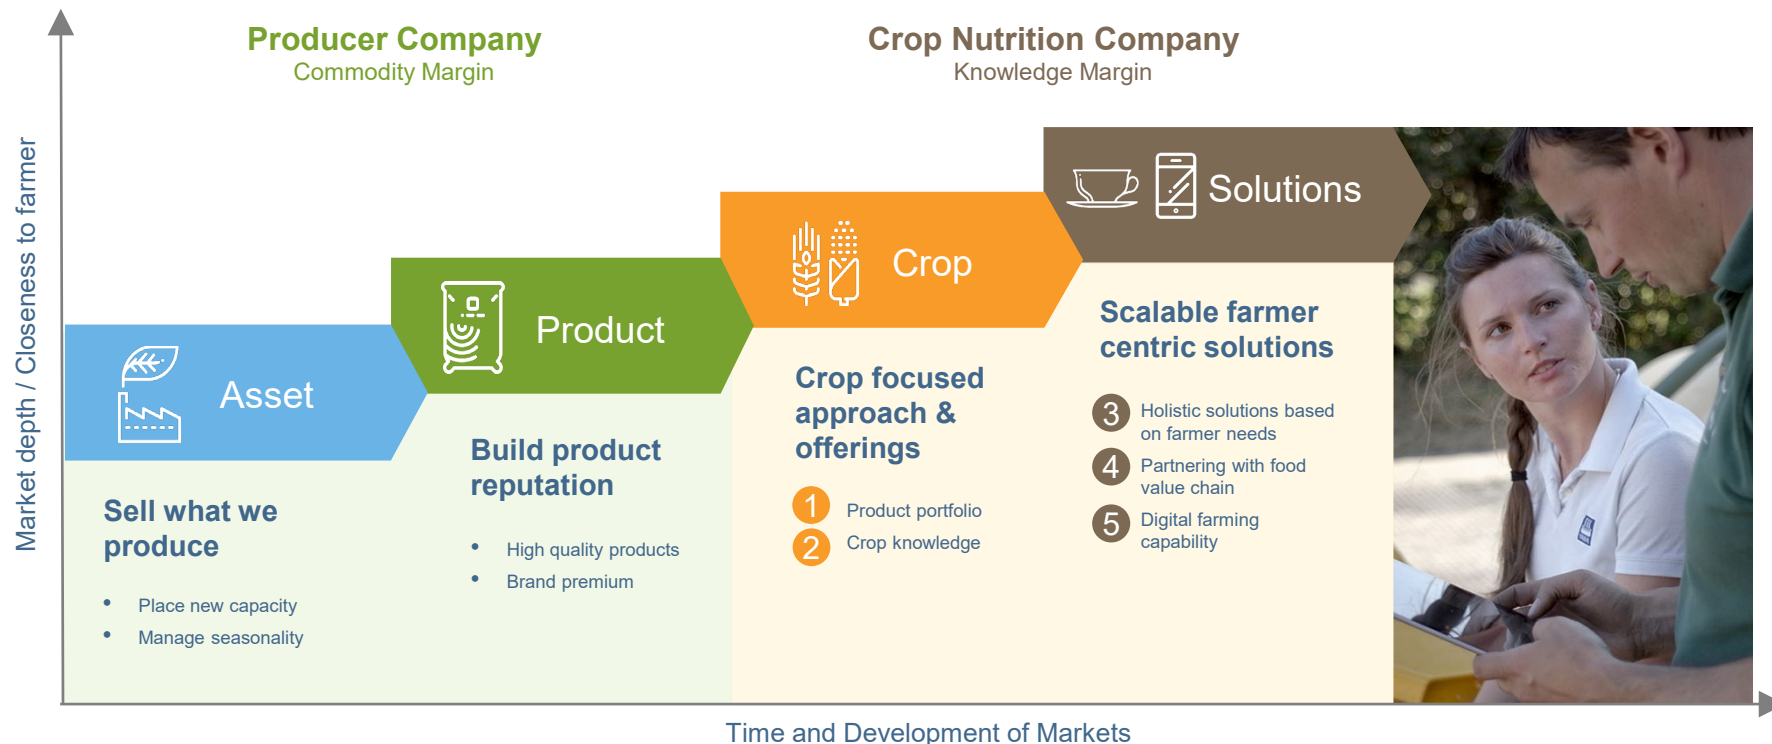 Producer Company
Commodity Margin
Crop Nutrition Company
Knowledge Margin
Market depth / Closeness to farmer
Asset
Sell what we
produce
• Place new capacity
• Manage seasonality
Product
Build product
reputation
• High quality products
• Brand premium
Crop
Crop focused
approach &
offerings
1 Product portfolio
2 Crop knowledge
Solutions
Scalable farmer
centric solutions
3 Holistic solutions based
on farmer needs
4 Partnering with food
value chain
5 Digital farming
capability
Time and Development of Markets